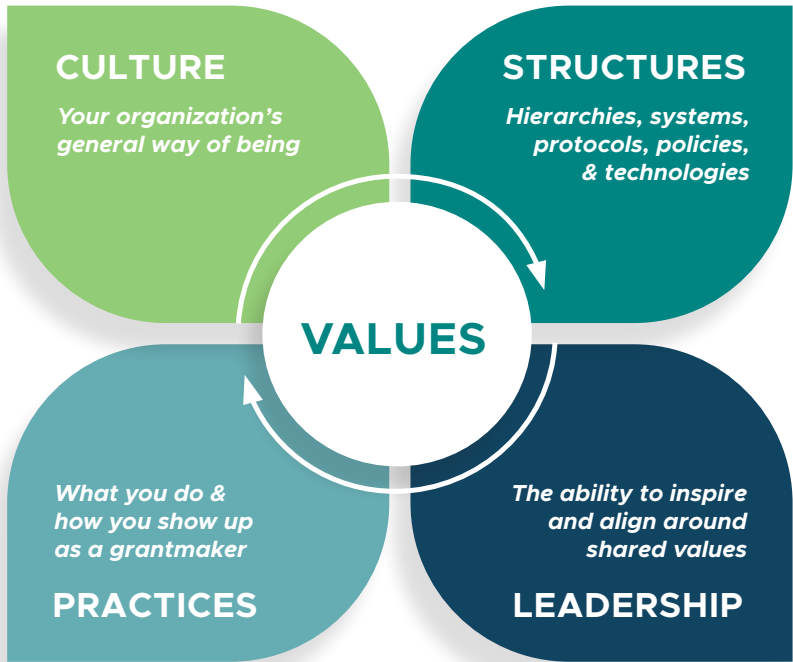 CULTURE
Your organization’s
general way of being
STRUCTURES
Hierarchies, systems,
protocols, policies,
& technologies
VALUES
What you do &
how you show up
as a grantmaker
PRACTICES
The ability to inspire
and align around
shared values
LEADERSHIP